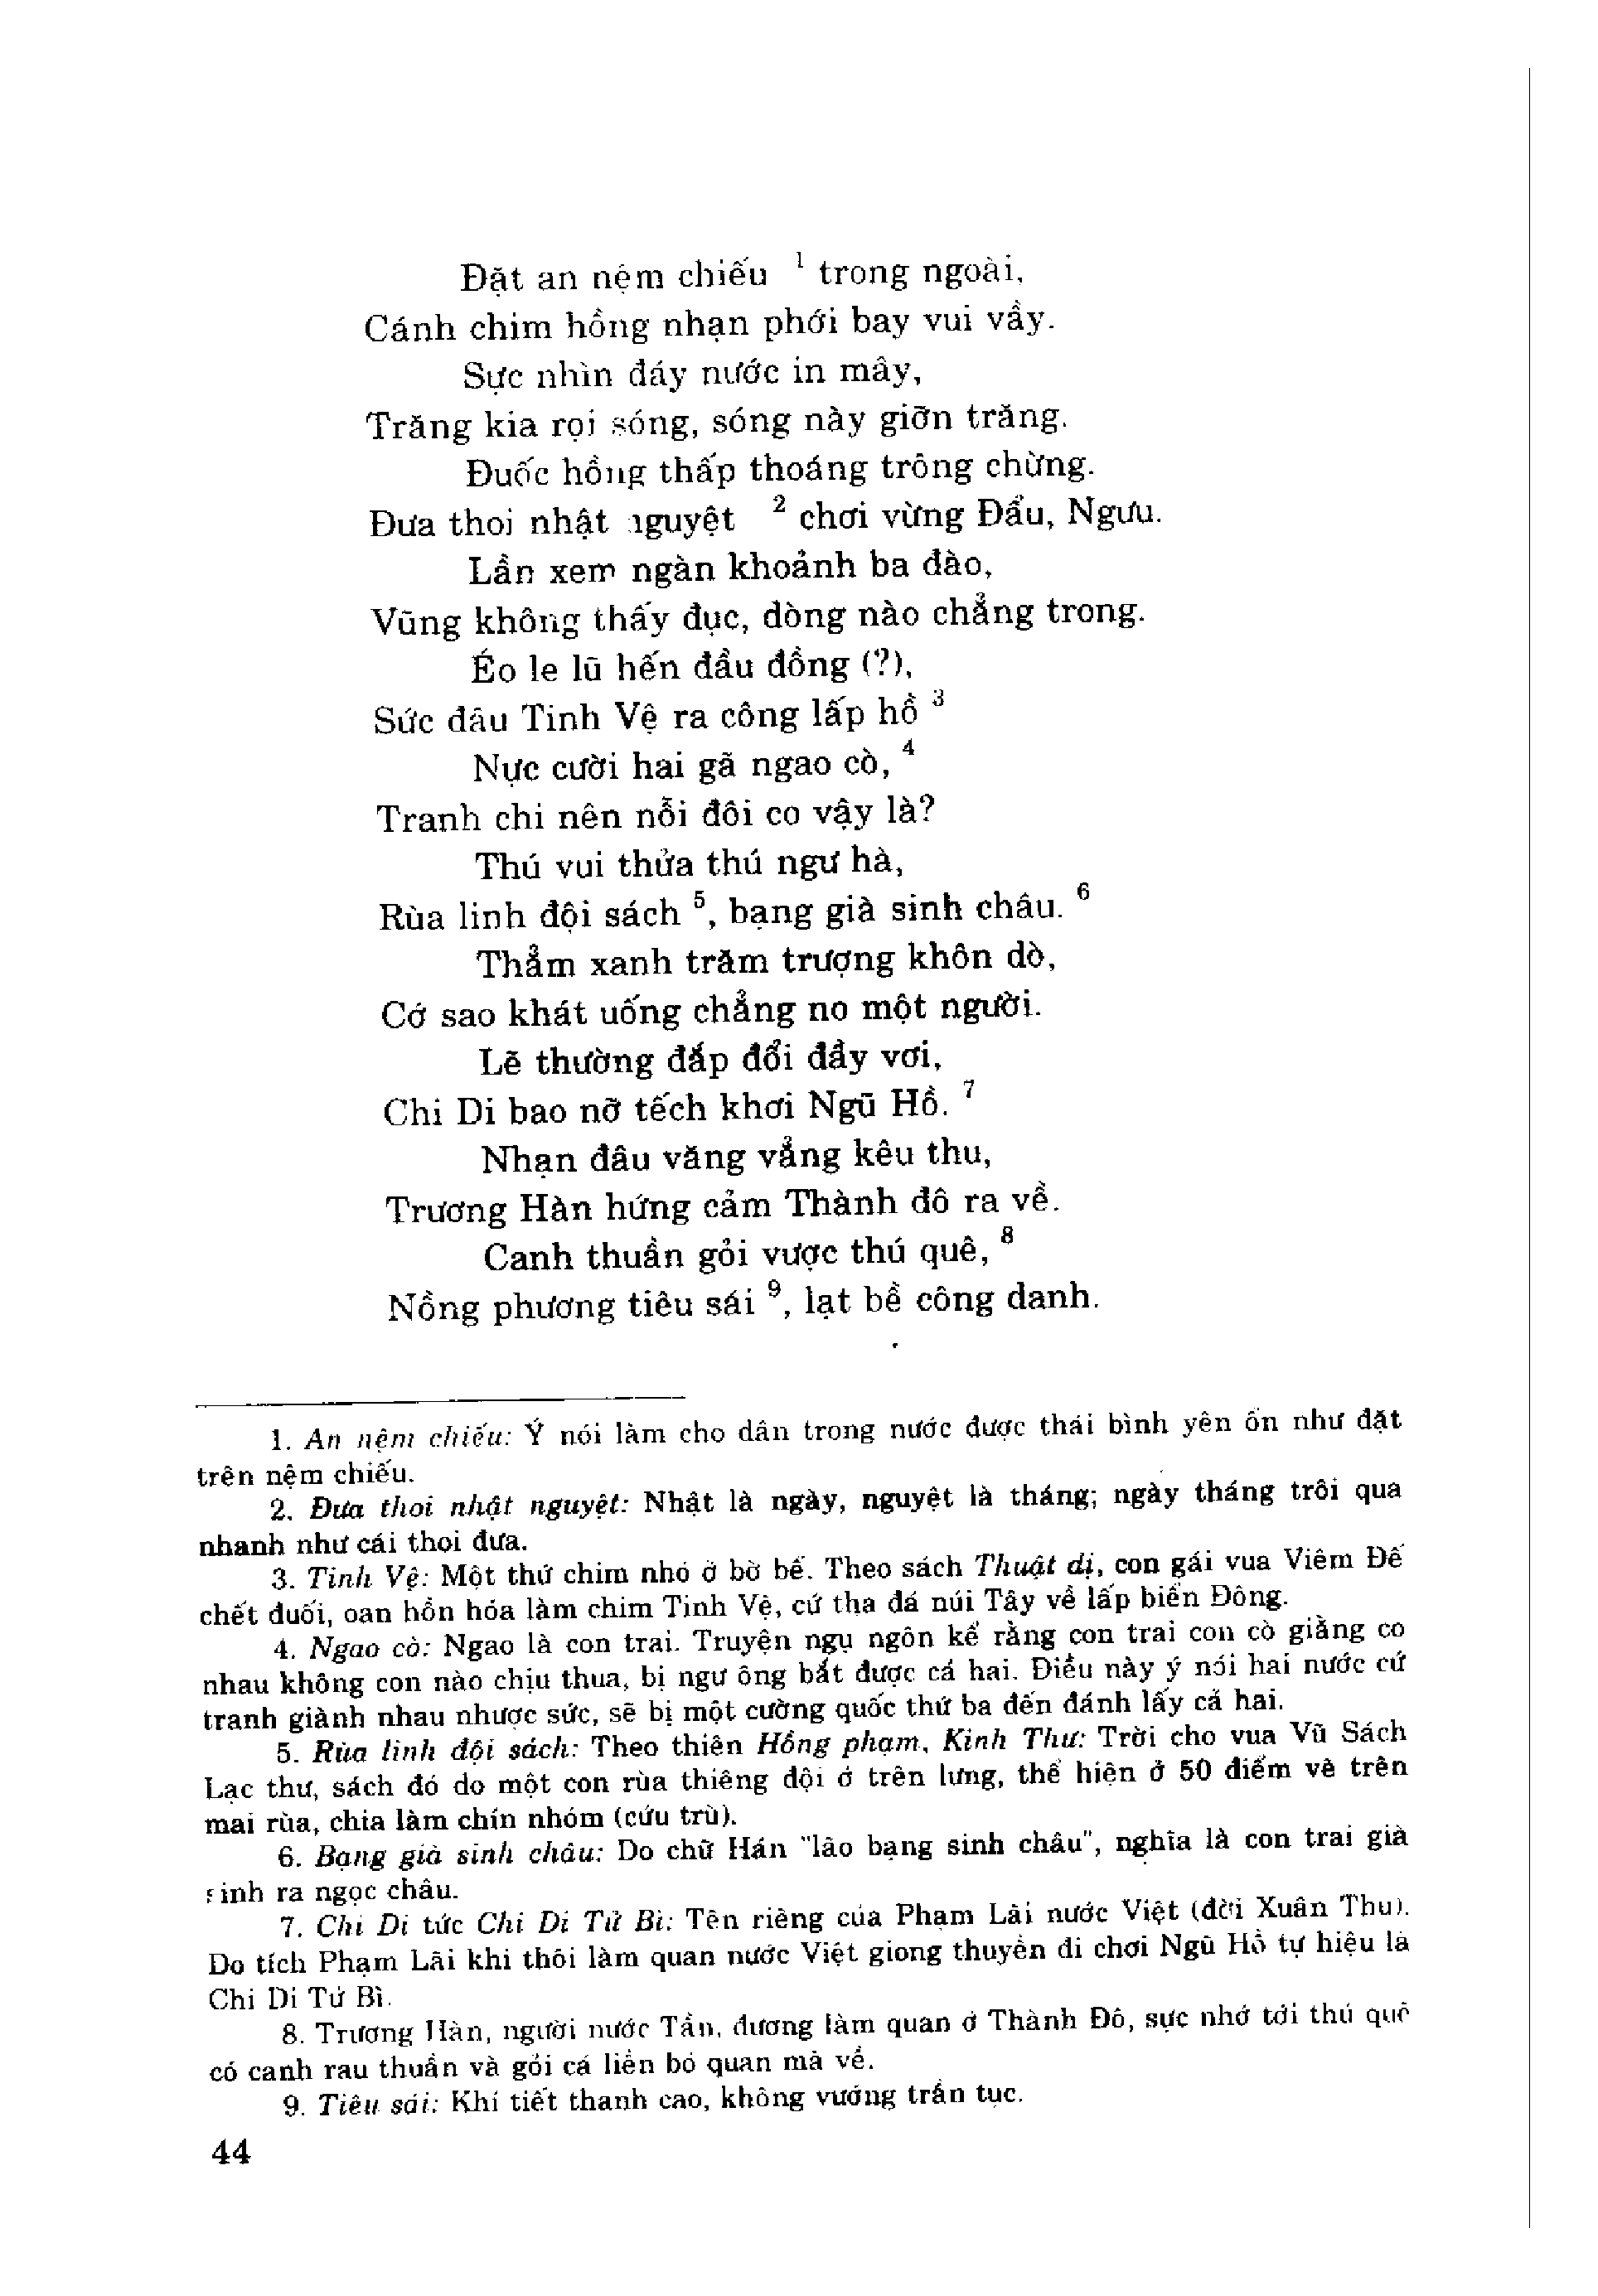 Đặt an nệm chiếu ¹ trong ngoài,
Cánh chim hồng nhạn phới bay vui vầy.
Sực nhìn đáy nước in mây,
Trăng kia rọi sóng, sóng này giỡn trăng.
Đuốc hồng thấp thoáng trông chừng.
Đưa thoi nhật nguyệt ² chơi vừng Đẩu, Ngưu.
Lần xem ngàn khoảnh ba đào,
Vũng không thấy đục, dòng nào chẳng trong.
Éo le lũ hến đầu đồng (?),
Sức đâu Tinh Vệ ra công lấp hồ ³
Nực cười hai gã ngao cò, ⁴
Tranh chi nên nỗi đôi co vậy là?
Thú vui thửa thú ngư hà,
Rùa linh đội sách ⁵, bạng già sinh châu. ⁶
Thẳm xanh trăm trượng khôn dò,
Cớ sao khát uống chẳng no một người.
Lẽ thường đắp đổi đầy vơi,
Chi Di bao nỡ tếch khơi Ngũ Hồ. ⁷
Nhạn đâu văng vẳng kêu thu,
Trương Hàn hứng cảm Thành đô ra về.
Canh thuần gỏi vược thú quê, ⁸
Nồng phương tiêu sái ⁹, lạt bề công danh.
1. An nệm chiếu: Ý nói làm cho dân trong nước được thái bình yên ổn như đặt
trên nệm chiếu.
2. Đưa thoi nhật nguyệt: Nhật là ngày, nguyệt là tháng; ngày tháng trôi qua
nhanh như cái thoi đưa.
3. Tinh Vệ: Một thứ chim nhỏ ở bờ bể. Theo sách Thuật dị, con gái vua Viêm Đế
chết đuối, oan hồn hóa làm chim Tinh Vệ, cứ tha đá núi Tây về lấp biển Đông.
4. Ngao cò: Ngao là con trai. Truyện ngụ ngôn kể rằng con trai con cò giằng co
nhau không con nào chịu thua, bị ngư ông bắt được cả hai. Điều này ý nói hai nước cứ
tranh giành nhau nhược sức, sẽ bị một cường quốc thứ ba đến đánh lấy cả hai.
5. Rùa linh đội sách: Theo thiên Hồng phạm, Kinh Thư: Trời cho vua Vũ Sách
Lạc thư, sách đó do một con rùa thiêng đội ở trên lưng, thể hiện ở 50 điểm vẽ trên
mai rùa, chia làm chín nhóm (cứu trù).
6. Bạng già sinh châu: Do chữ Hán "lão bạng sinh châu", nghĩa là con trai già
sinh ra ngọc châu.
7. Chi Di tức Chi Di Tử Bì: Tên riêng của Phạm Lãi nước Việt (đời Xuân Thu).
Do tích Phạm Lãi khi thôi làm quan nước Việt giong thuyền đi chơi Ngũ Hồ tự hiệu là
Chi Di Tử Bì.
8. Trương Hàn, người nước Tần, đương làm quan ở Thành Đô, sực nhớ tới thú quê
có canh rau thuần và gỏi cá liền bỏ quan mà về.
9. Tiêu sái: Khí tiết thanh cao, không vướng trần tục.
44